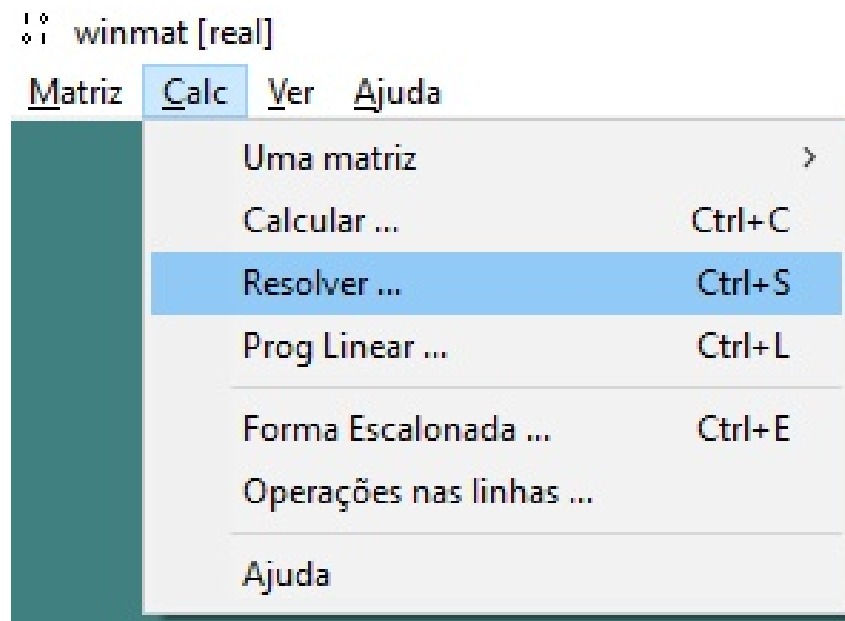 winmat [real]
Matriz Calc Ver Ajuda
Uma matriz
Calcular ... Ctrl+C
Resolver ... Ctrl+S
Prog Linear ... Ctrl+L
Forma Escalonada ... Ctrl+E
Operações nas linhas ...
Ajuda